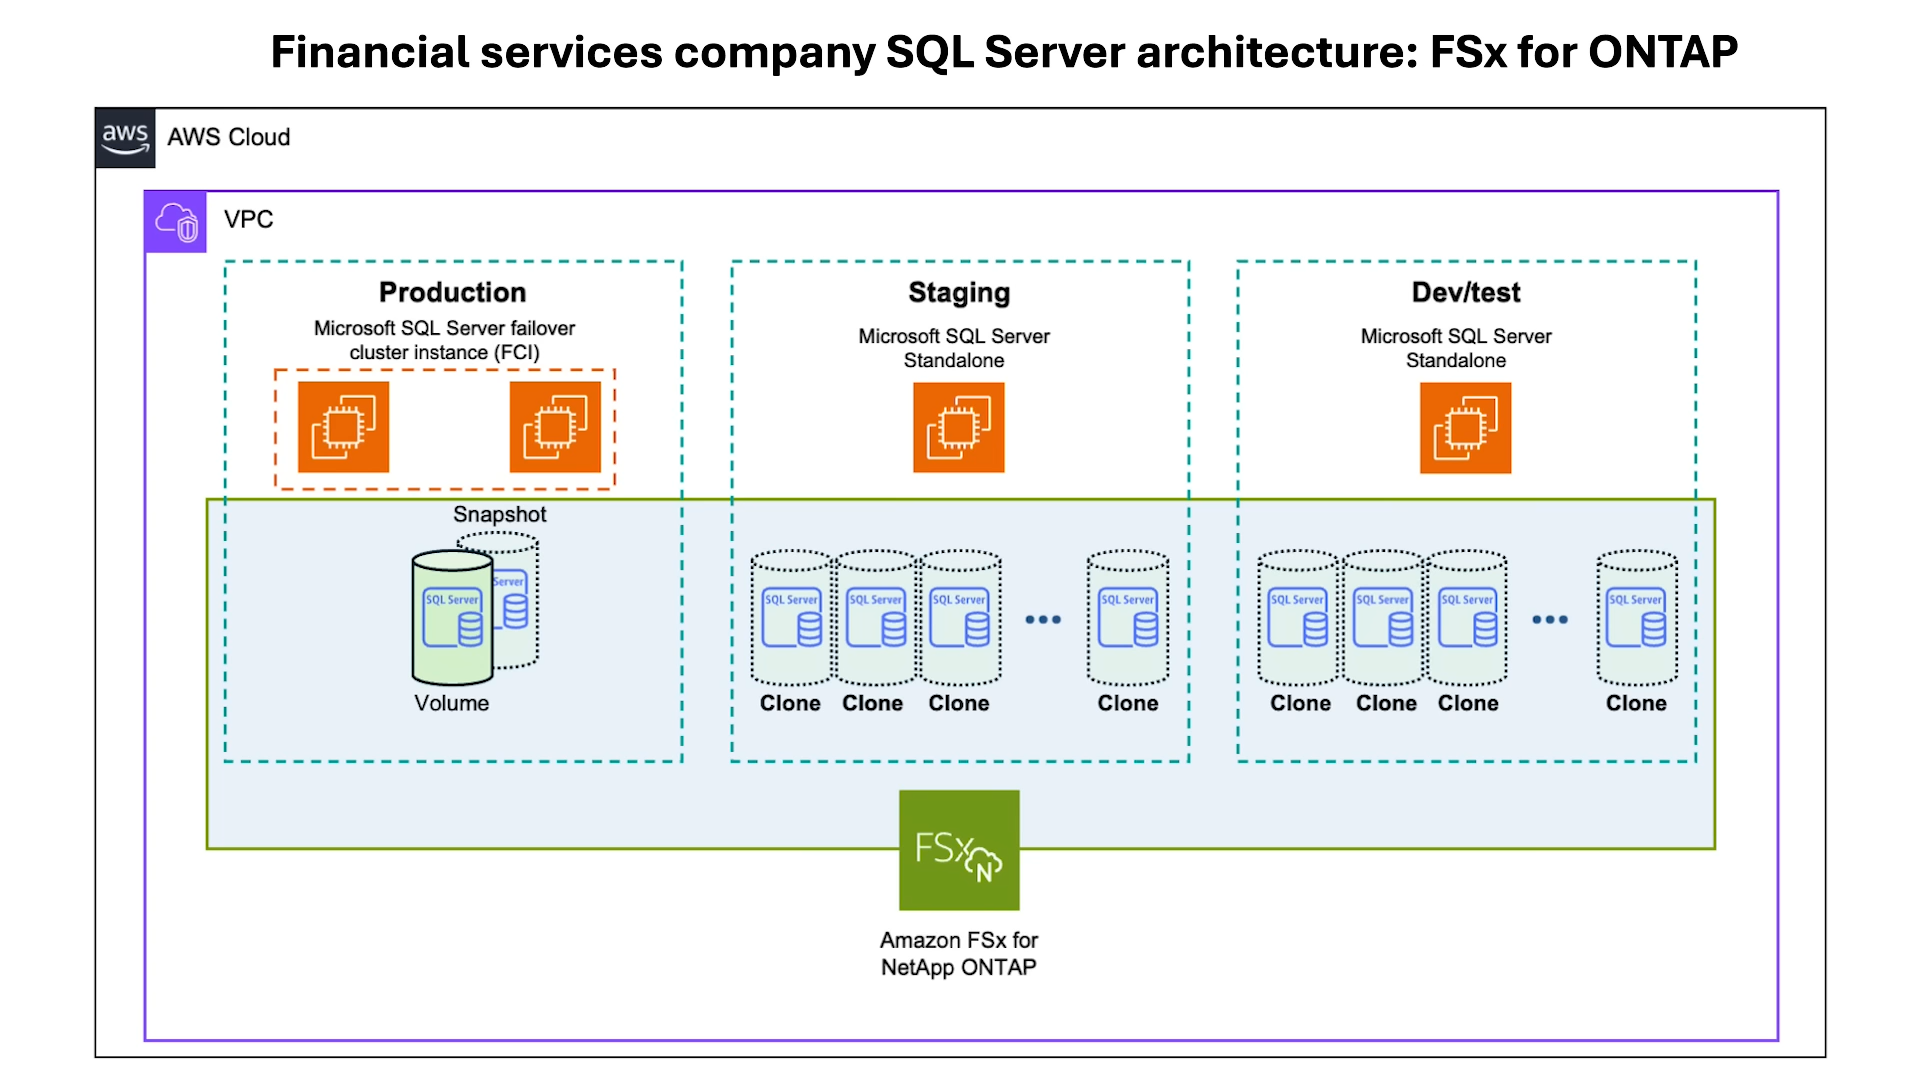 Financial services company SQL Server architecture: FSx for ONTAP
aws
AWS Cloud
VPC
Production
Microsoft SQL Server failover
cluster instance (FCI)
Snapshot
Server
SQL Server
Volume
Staging
Microsoft SQL Server
Standalone
SQL Server
SQL Server
SQL Server
...
SQL Server
Clone
Clone
Clone
Clone
Dev/test
Microsoft SQL Server
Standalone
SQL Server
SQL Server
SQL Server
...
SQL Server
Clone
Clone
Clone
Clone
FSx
N
Amazon FSx for
NetApp ONTAP